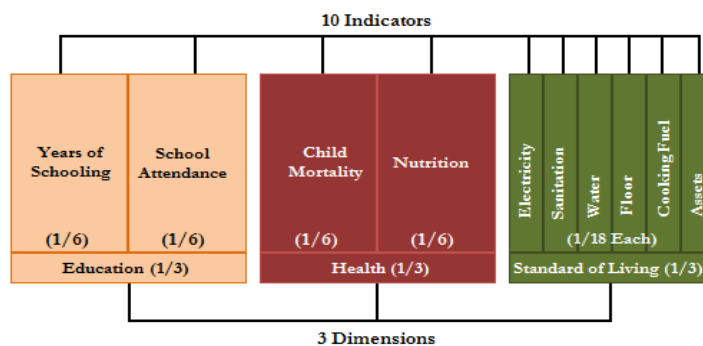 10 Indicators
Years of
Schooling
(1/6)
School
Attendance
(1/6)
Education (1/3)
Child
Mortality
(1/6)
Nutrition
(1/6)
Health (1/3)
Electricity
Sanitation
Water
Floor
Cooking Fuel
Assets
(1/18 Each)
Standard of Living (1/3)
3 Dimensions